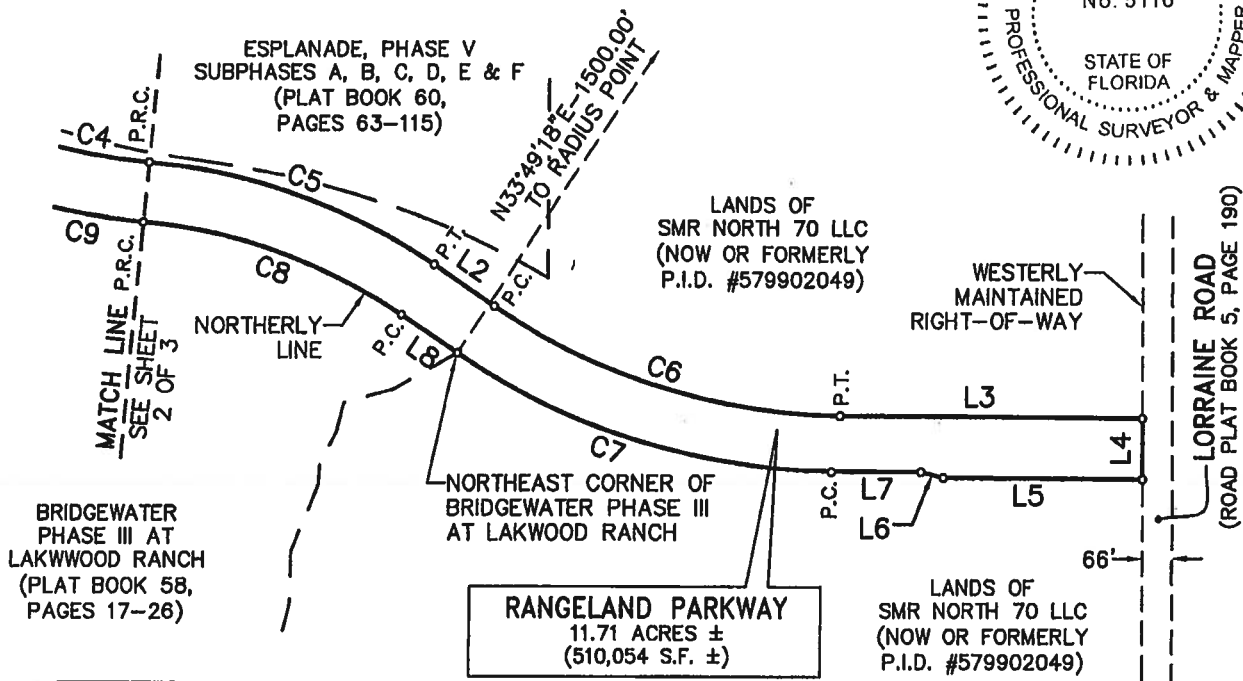 ESPLANADE, PHASE V
SUBPHASES A, B, C, D, E & F
(PLAT BOOK 60,
PAGES 63-115)
N33°49'18"E-1500.00'
TO RADIUS POINT
STATE OF
FLORIDA
PROFESSIONAL SURVEYOR & MAPPER
C4
P.R.C.
C5
P.T.
L2
P.C.
LANDS OF
SMR NORTH 70 LLC
(NOW OR FORMERLY
P.I.D. #579902049)
WESTERLY
MAINTAINED
RIGHT-OF-WAY
LORRAINE ROAD
(ROAD PLAT BOOK 5, PAGE 190)
C9
P.R.C.
C8
NORTHERLY
LINE
P.C.
L8
MATCH LINE
SEE SHEET
2 OF 3
C6
P.T.
L3
L4
C7
P.C.
L7
L6
L5
66'
NORTHEAST CORNER OF
BRIDGEWATER PHASE III
AT LAKWOOD RANCH
BRIDGEWATER
PHASE III AT
LAKWWOOD RANCH
(PLAT BOOK 58,
PAGES 17-26)
RANGELAND PARKWAY
11.71 ACRES ±
(510,054 S.F. ±)
LANDS OF
SMR NORTH 70 LLC
(NOW OR FORMERLY
P.I.D. #579902049)